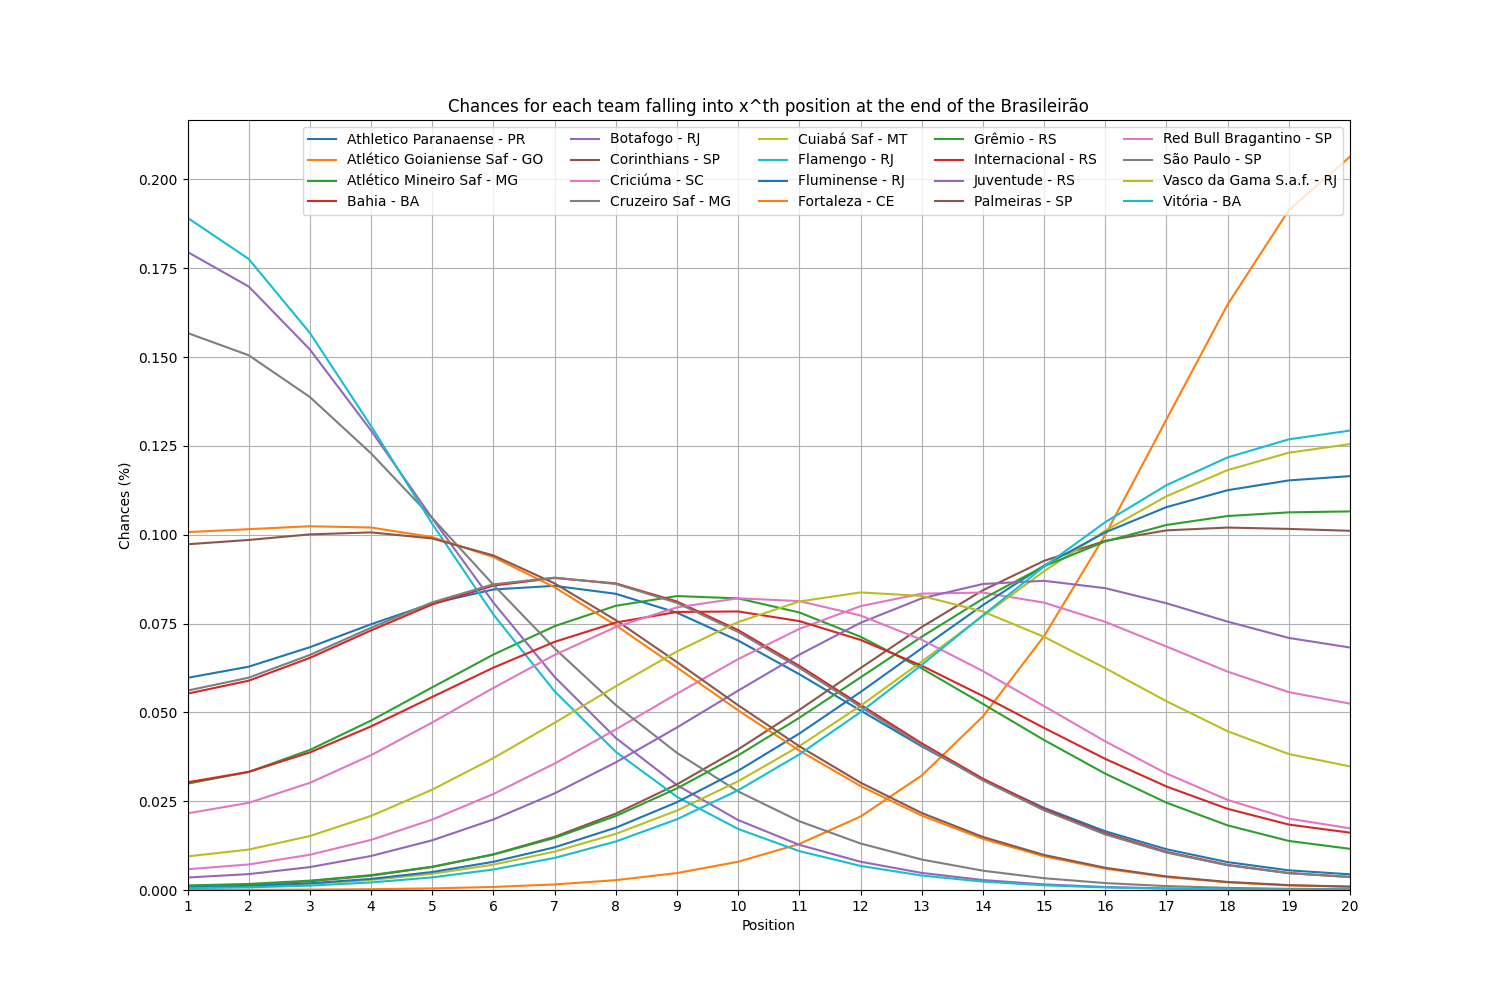 Chances for each team falling into x^th position at the end of the Brasileirão
Athletico Paranaense - PR
Atlético Goianiense Saf - GO
Atlético Mineiro Saf - MG
Bahia - BA
Botafogo - RJ
Corinthians - SP
Criciúma - SC
Cruzeiro Saf - MG
Cuiabá Saf - MT
Flamengo - RJ
Fluminense - RJ
Fortaleza - CE
Grêmio - RS
Internacional - RS
Juventude - RS
Palmeiras - SP
Red Bull Bragantino - SP
São Paulo - SP
Vasco da Gama S.a.f. - RJ
Vitória - BA
Chances (%)
0.200
0.175
0.150
0.125
0.100
0.075
0.050
0.025
0.000
1 2 3 4 5 6 7 8 9 10 11 12 13 14 15 16 17 18 19 20
Position